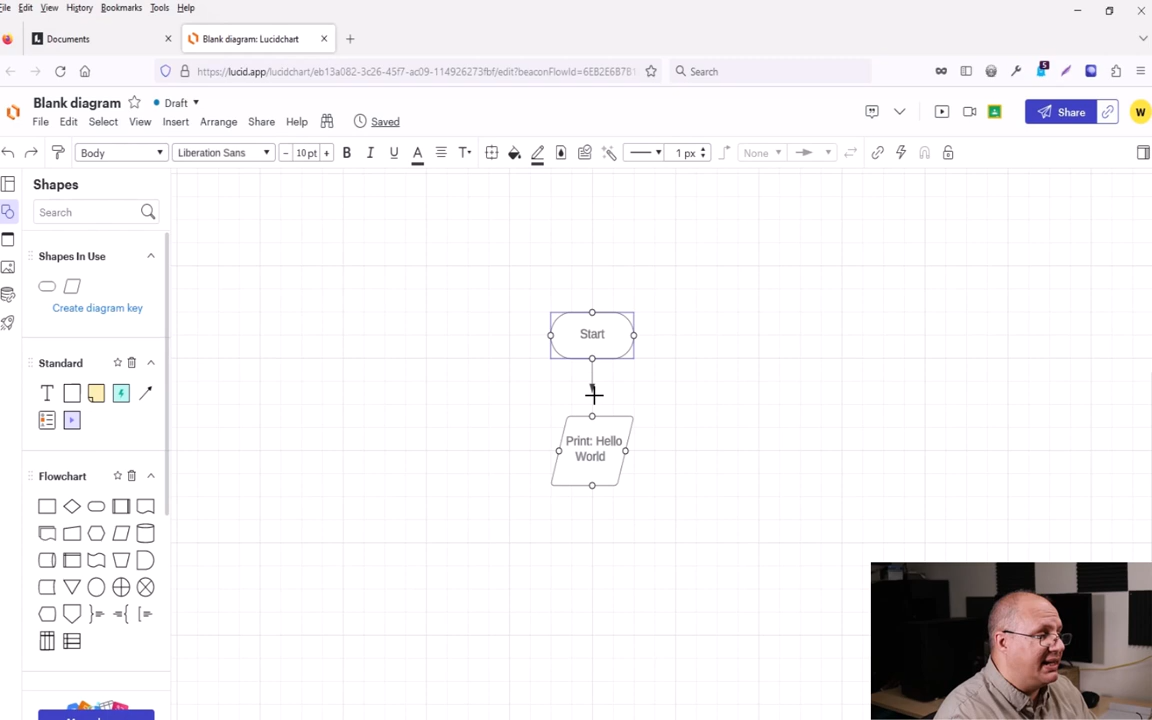 File Edit View History Bookmarks Tools Help
Documents
Blank diagram: Lucidchart
https://lucid.app/lucidchart/eb13a082-3c26-45f7-ac09-114926273fbf/edit?beaconFlowId=6EB2E6B7B1
Search
Blank diagram
Draft
File Edit Select View Insert Arrange Share Help
Saved
5
Share
W
Body
Liberation Sans
10 pt
B I U A T
1 px
None
Shapes
Search
Shapes In Use
Create diagram key
Standard
T
Flowchart
Start
Print: Hello
World